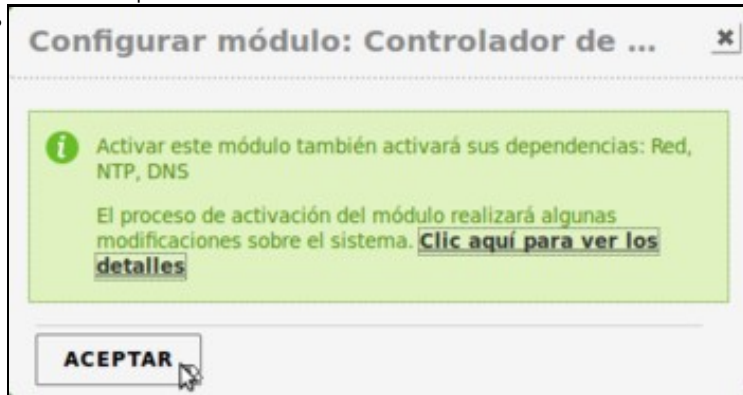 Configurar módulo: Controlador de ...
Activar este módulo también activará sus dependencias: Red,
NTP, DNS
El proceso de activación del módulo realizará algunas
modificaciones sobre el sistema. Clic aquí para ver los
detalles
ACEPTAR